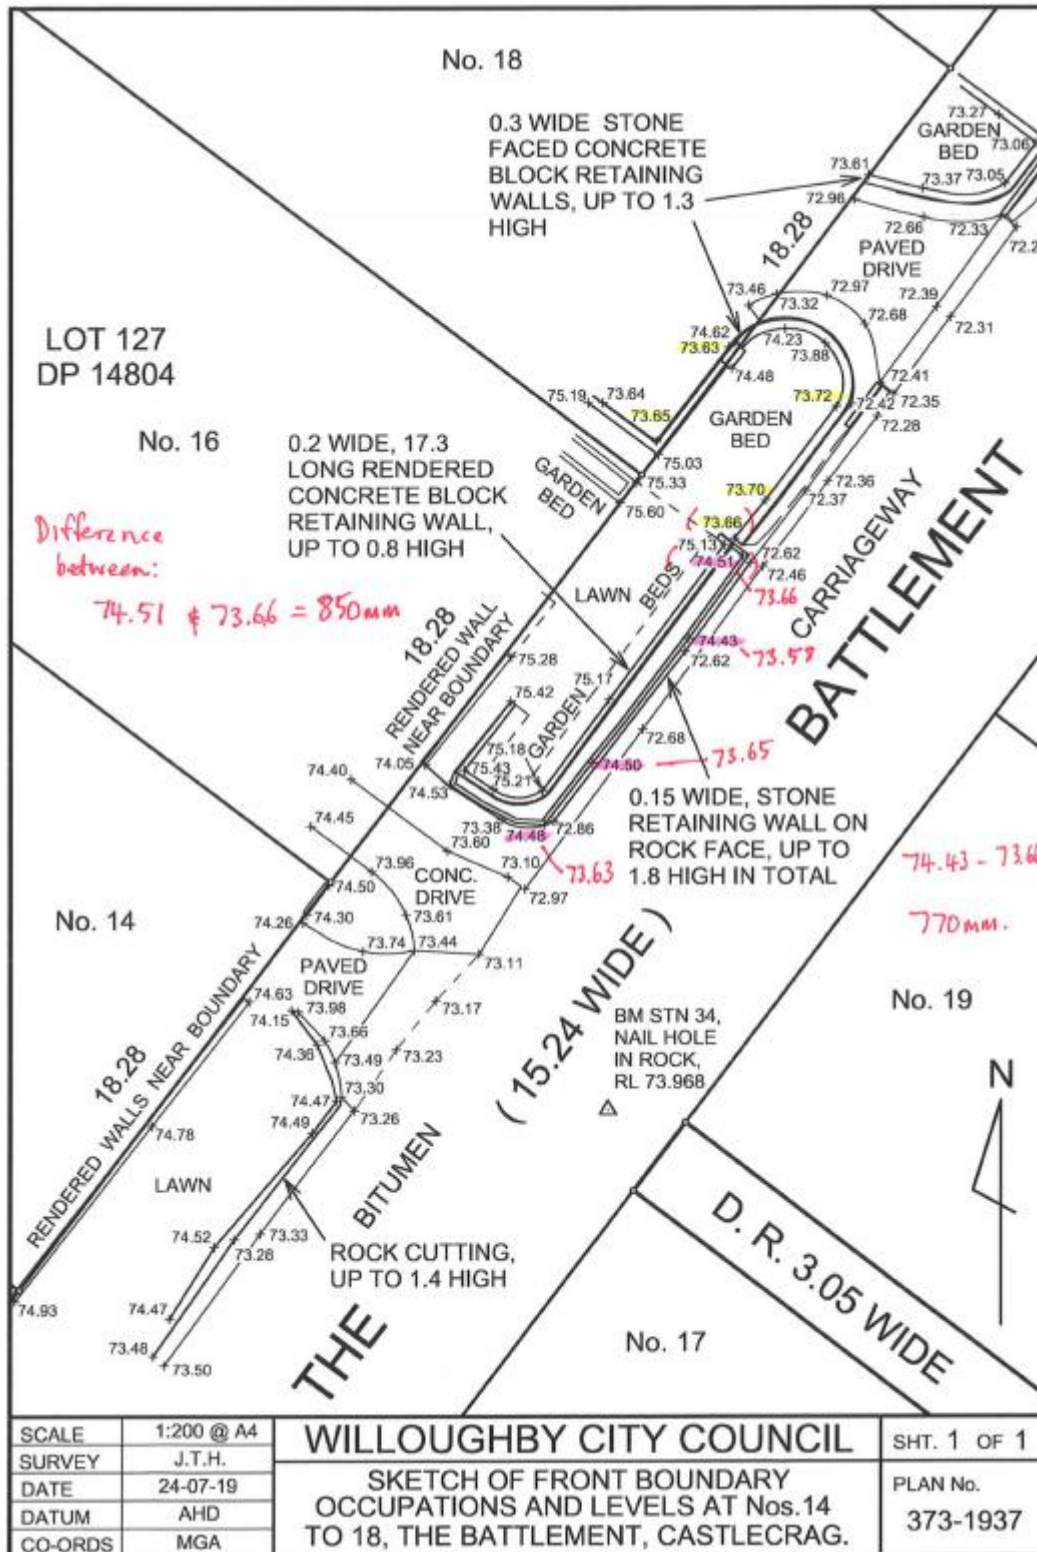 No. 18
0.3 WIDE STONE
FACED CONCRETE
BLOCK RETAINING
WALLS, UP TO 1.3
HIGH
73.27
GARDEN
BED
73.06
73.61
73.37
73.05
72.96
72.66
72.33
PAVED
DRIVE
18.28
73.46
73.32
72.97
72.39
72.68
72.31
LOT 127
DP 14804
74.62
73.63
74.23
73.88
74.48
72.41
75.19
73.64
73.65
GARDEN
BED
73.72
72.42
72.35
72.28
No. 16
0.2 WIDE, 17.3
LONG RENDERED
CONCRETE BLOCK
RETAINING WALL,
UP TO 0.8 HIGH
GARDEN
BED
75.03
75.33
75.60
73.70
72.36
72.37
73.66
75.13
74.51
72.62
72.46
73.66
Difference
between:
74.51 & 73.66 = 850mm
CARRIAGEWAY
BATTLEMENT
LAWN
BEDS
74.43
73.58
72.62
18.28
RENDERED WALL
NEAR BOUNDARY
75.28
75.17
75.42
GARDEN
72.68
75.18
75.43
75.21
74.50
73.65
74.05
74.40
74.53
0.15 WIDE, STONE
RETAINING WALL ON
ROCK FACE, UP TO
1.8 HIGH IN TOTAL
74.45
73.38
74.48
72.86
73.60
73.63
73.96
CONC.
DRIVE
73.10
72.97
74.43 - 73.66
770mm.
No. 14
74.50
74.26
74.30
73.61
73.74
73.44
73.11
PAVED
DRIVE
( 15.24 WIDE )
No. 19
74.63
73.98
74.15
73.17
BM STN 34,
NAIL HOLE
IN ROCK,
RL 73.968
N
73.66
74.36
73.49
73.23
18.28
RENDERED WALLS NEAR BOUNDARY
73.30
74.47
73.26
74.49
74.78
BITUMEN
LAWN
D. R. 3.05 WIDE
74.52
73.33
73.28
ROCK CUTTING,
UP TO 1.4 HIGH
74.93
74.47
73.48
73.50
THE
No. 17
SCALE 1:200 @ A4
SURVEY J.T.H.
DATE 24-07-19
DATUM AHD
CO-ORDS MGA
WILLOUGHBY CITY COUNCIL
SKETCH OF FRONT BOUNDARY
OCCUPATIONS AND LEVELS AT Nos.14
TO 18, THE BATTLEMENT, CASTLECRAG.
SHT. 1 OF 1
PLAN No.
373-1937